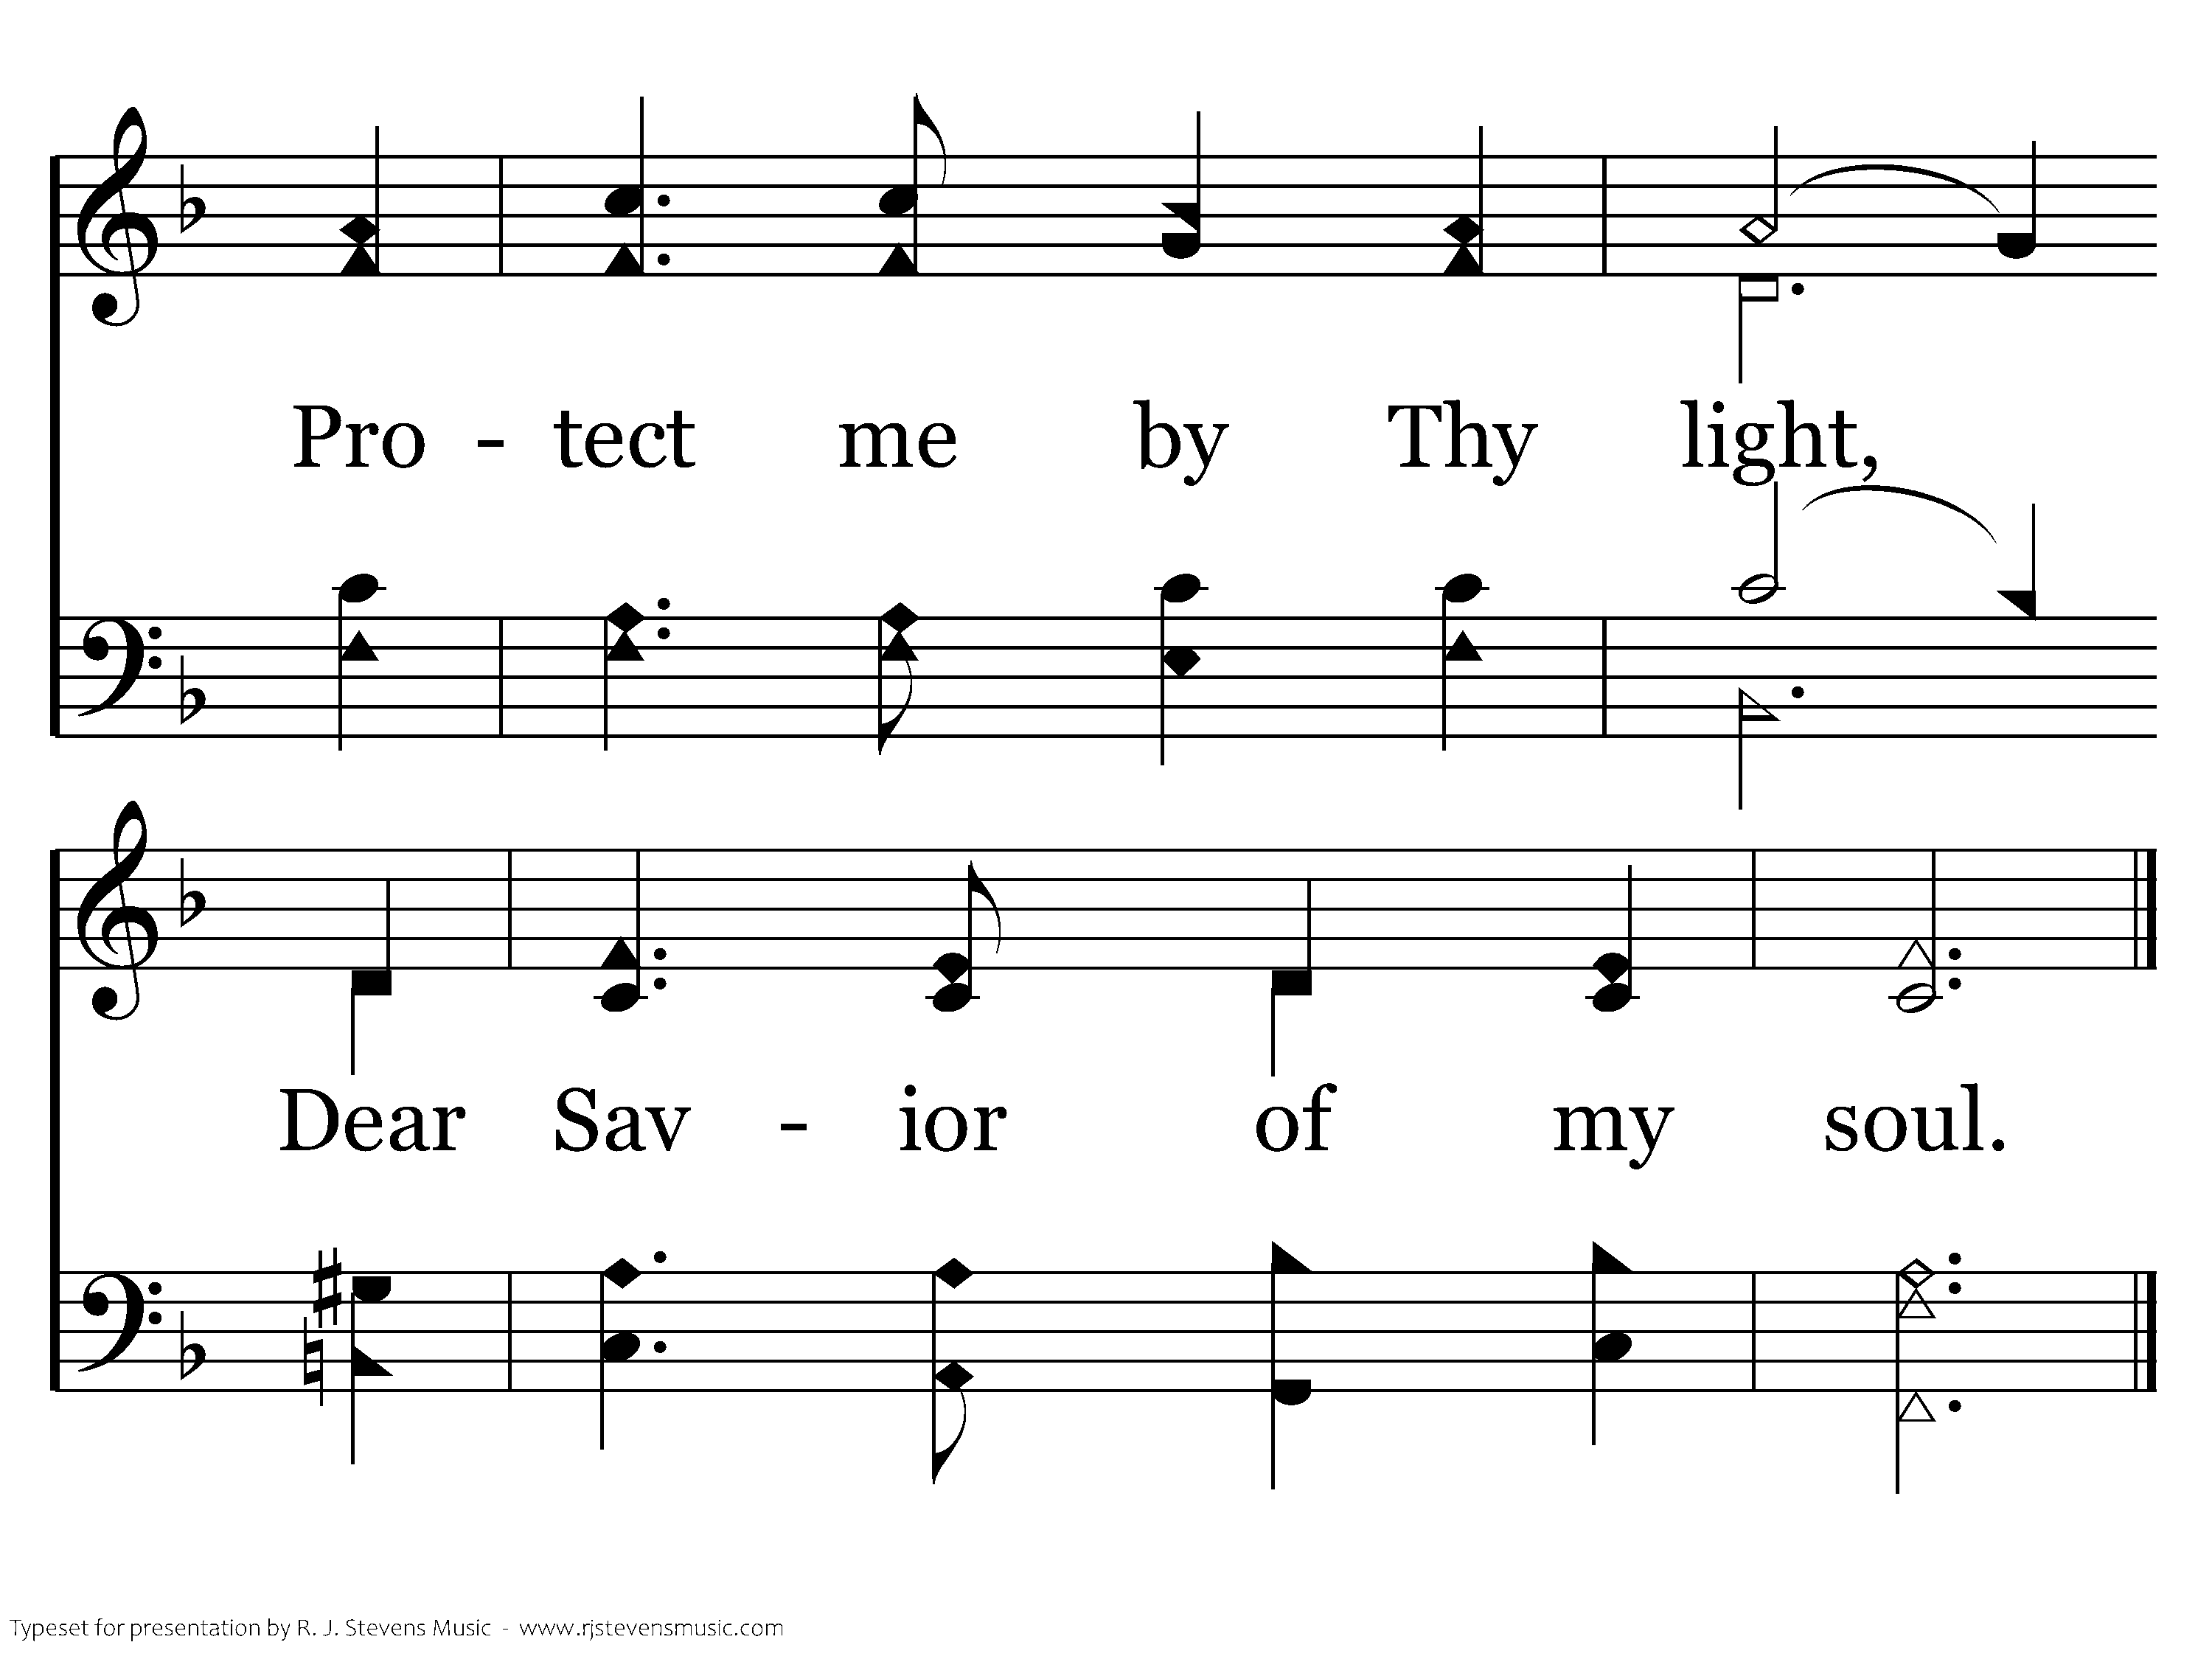 Pro - tect me by Thy light,
Dear Sav - ior of my soul.
Typeset for presentation by R. J. Stevens Music - www.rjstevensmusic.com